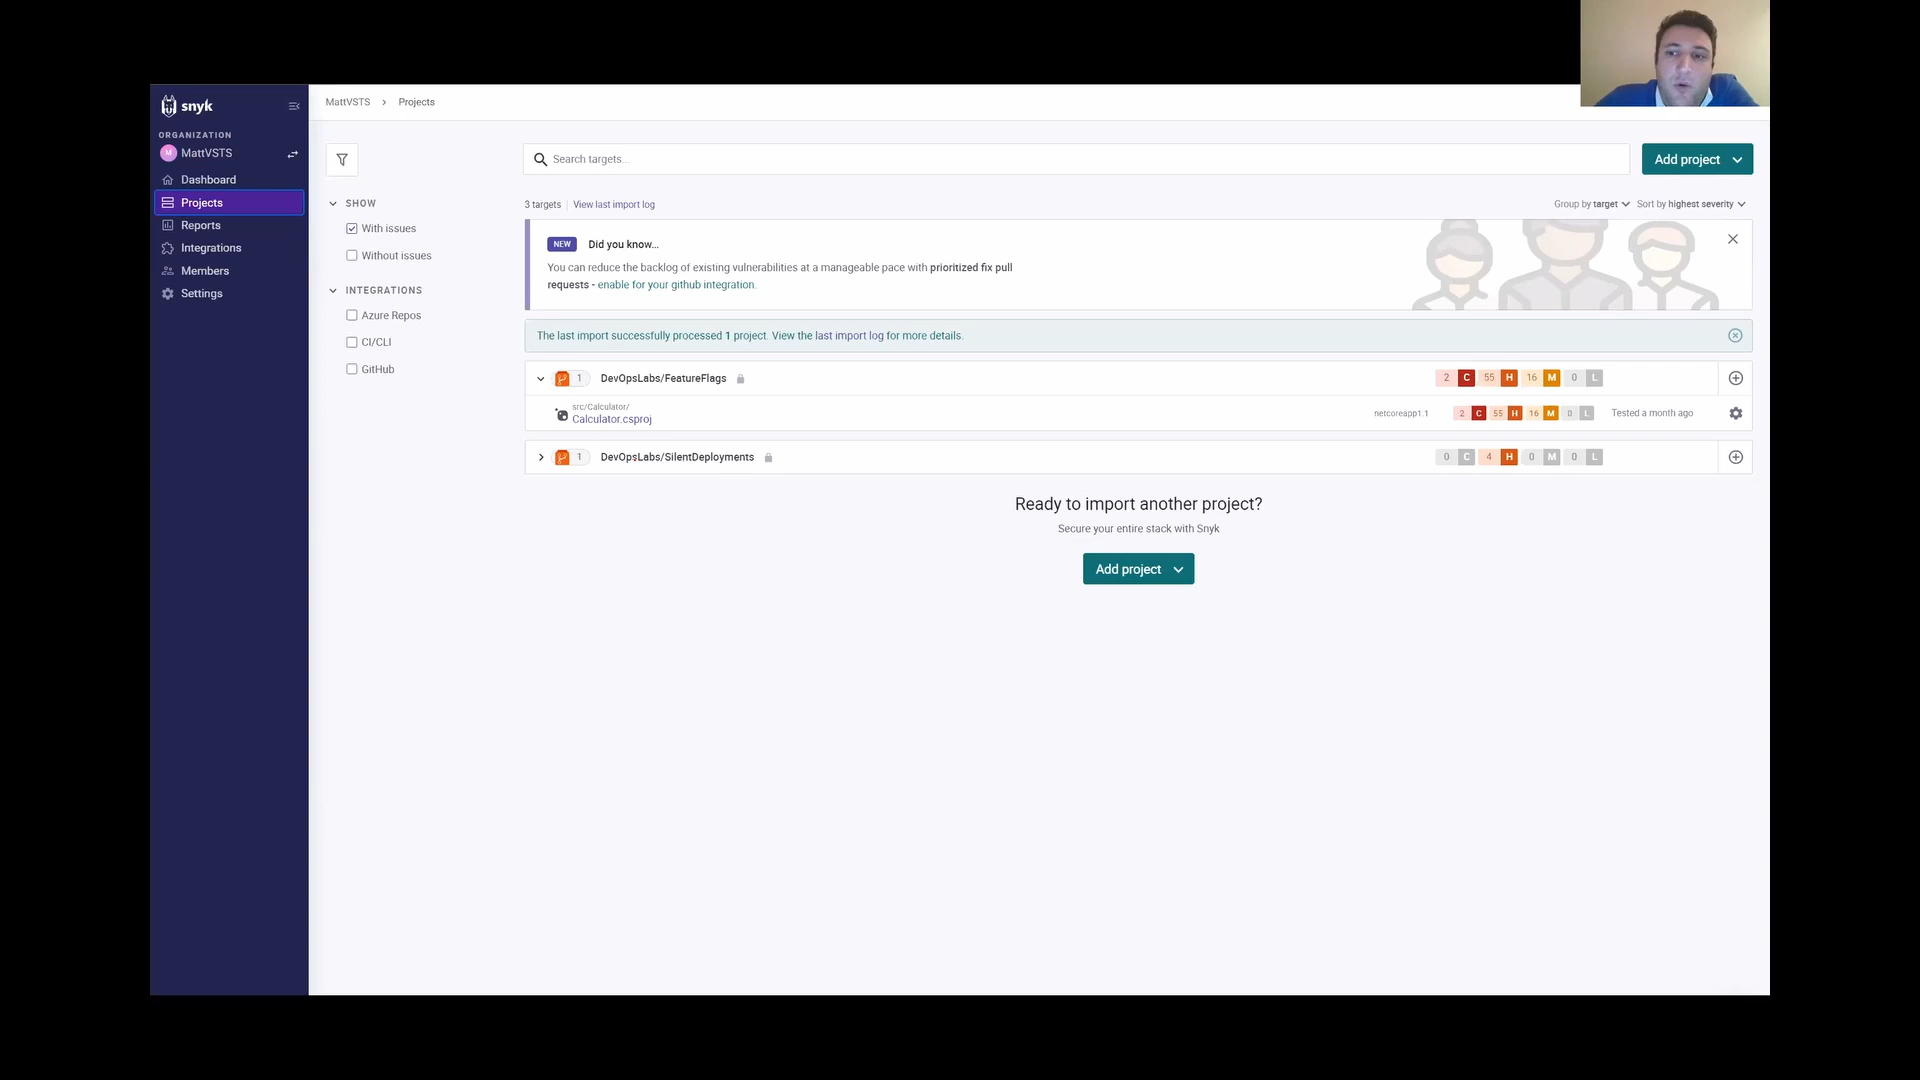 snyk
ORGANIZATION
M MattVSTS
Dashboard
Projects
Reports
Integrations
Members
Settings
MattVSTS > Projects
Search targets...
Add project
SHOW
With issues
Without issues
INTEGRATIONS
Azure Repos
CI/CLI
GitHub
3 targets | View last import log
Group by target Sort by highest severity
NEW Did you know...
You can reduce the backlog of existing vulnerabilities at a manageable pace with prioritized fix pull
requests - enable for your github integration.
The last import successfully processed 1 project. View the last import log for more details.
1 DevOpsLabs/FeatureFlags 2 C 55 H 16 M 0 L
src/Calculator/
Calculator.csproj netcoreapp1.1 2 C 55 H 16 M 0 L Tested a month ago
1 DevOpsLabs/SilentDeployments 0 C 4 H 0 M 0 L
Ready to import another project?
Secure your entire stack with Snyk
Add project